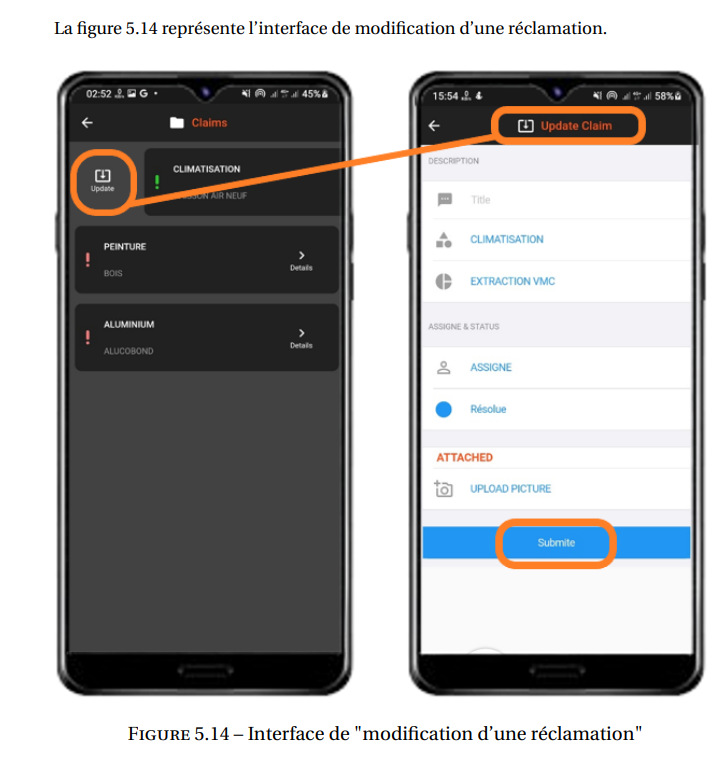 La figure 5.14 représente l'interface de modification d'une réclamation.
02:52 G 45%
Claims
Update
CLIMATISATION
AIR NEUF
PEINTURE
BOIS
Details
ALUMINIUM
ALUCOBOND
Details
15:54 58%
Update Claim
DESCRIPTION
Title
CLIMATISATION
EXTRACTION VMC
ASSIGNE & STATUS
ASSIGNE
Résolue
ATTACHED
UPLOAD PICTURE
Submite
FIGURE 5.14 – Interface de "modification d'une réclamation"